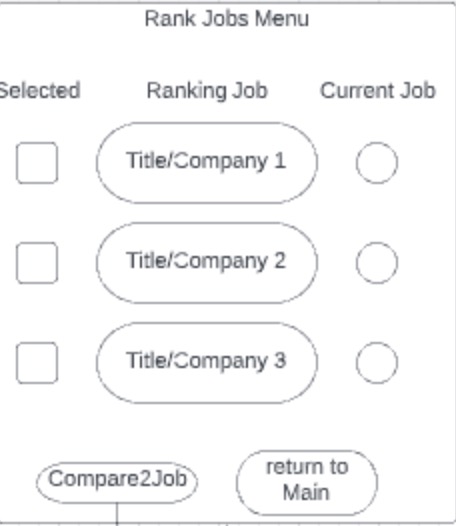 Rank Jobs Menu
Selected Ranking Job Current Job
Title/Company 1
Title/Company 2
Title/Company 3
Compare2Job
return to
Main